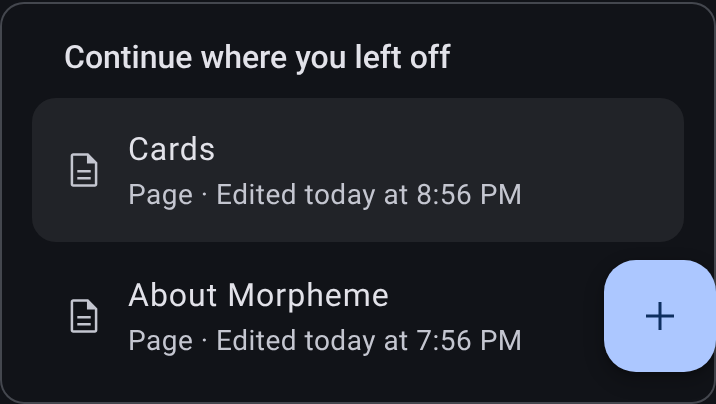 Continue where you left off
Cards
Page · Edited today at 8:56 PM
About Morpheme
Page · Edited today at 7:56 PM